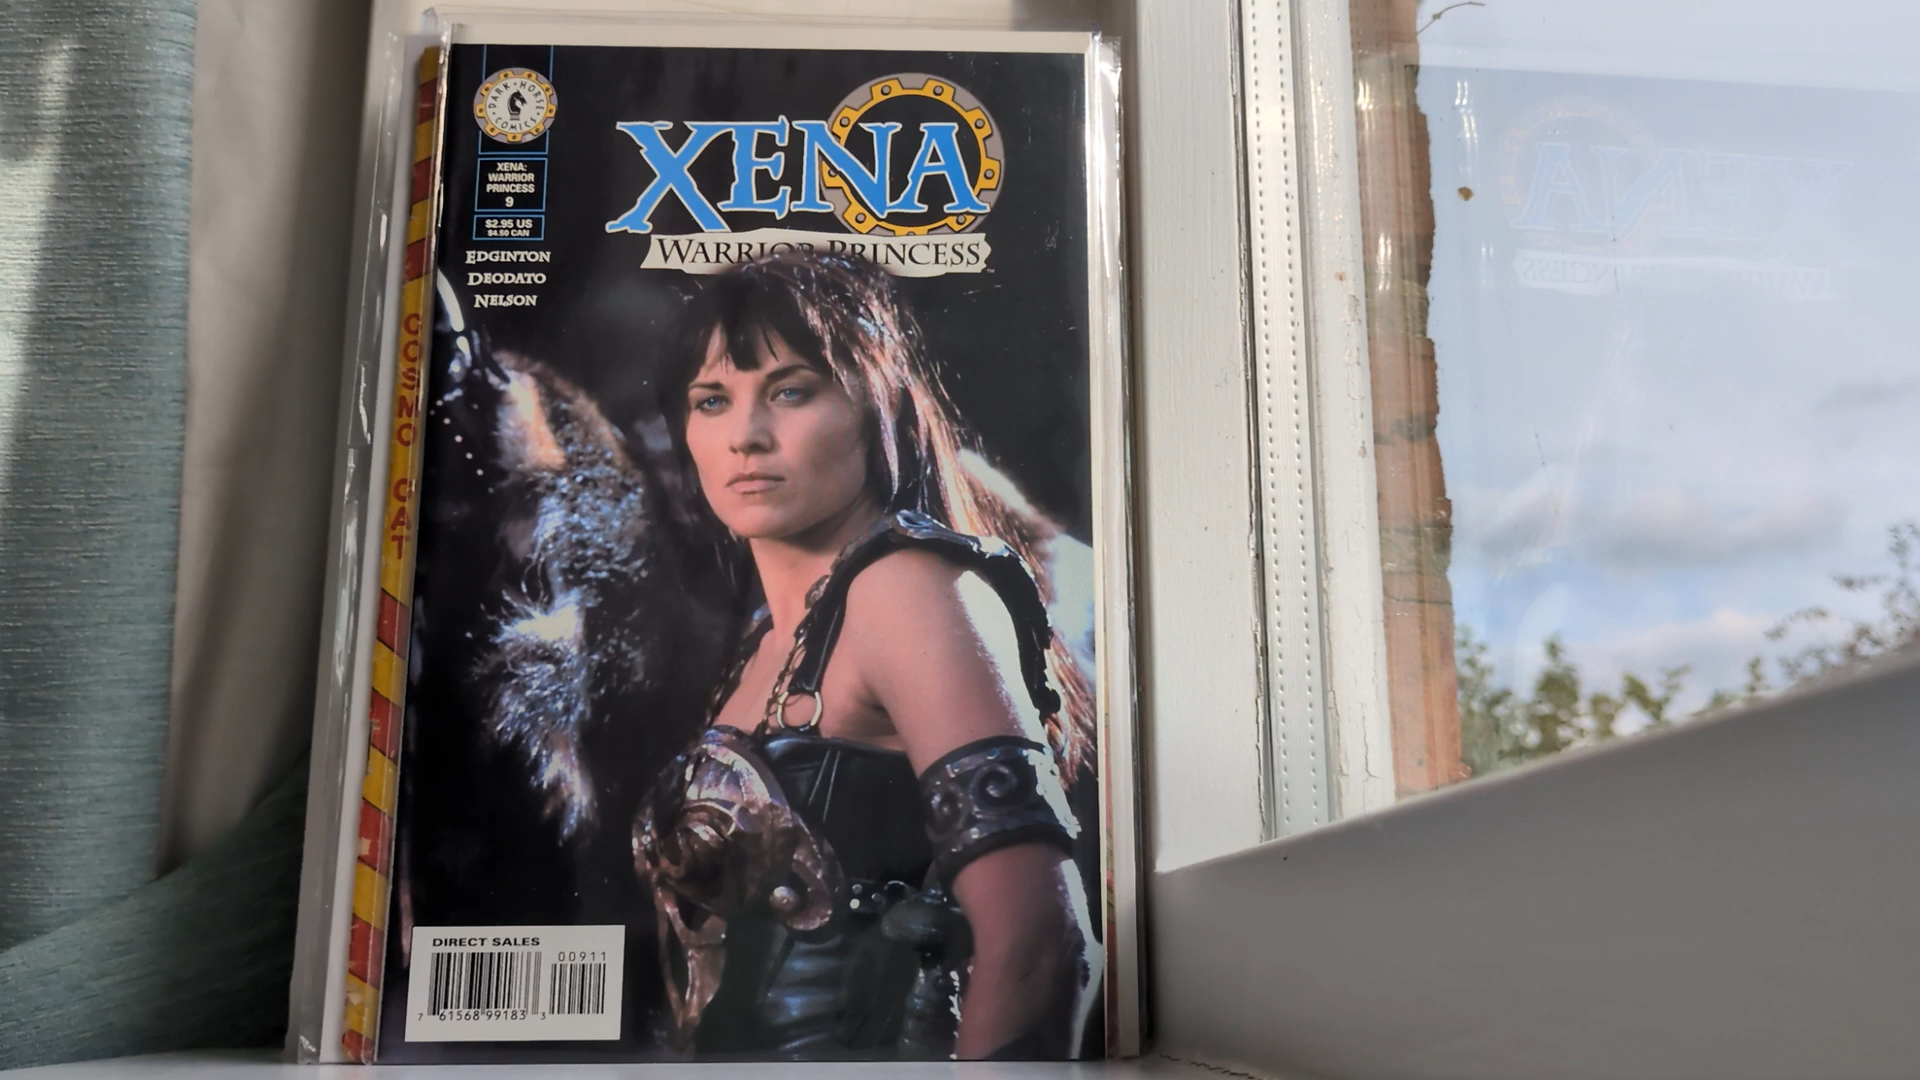 DARK HORSE COMICS
XENA:
WARRIOR
PRINCESS
9
$2.95 US
$4.50 CAN
EDGINTON
DEODATO
NELSON
XENA
WARRIOR PRINCESS
TM
COSMO CAT
DIRECT SALES
00911
7 61568 99183 3